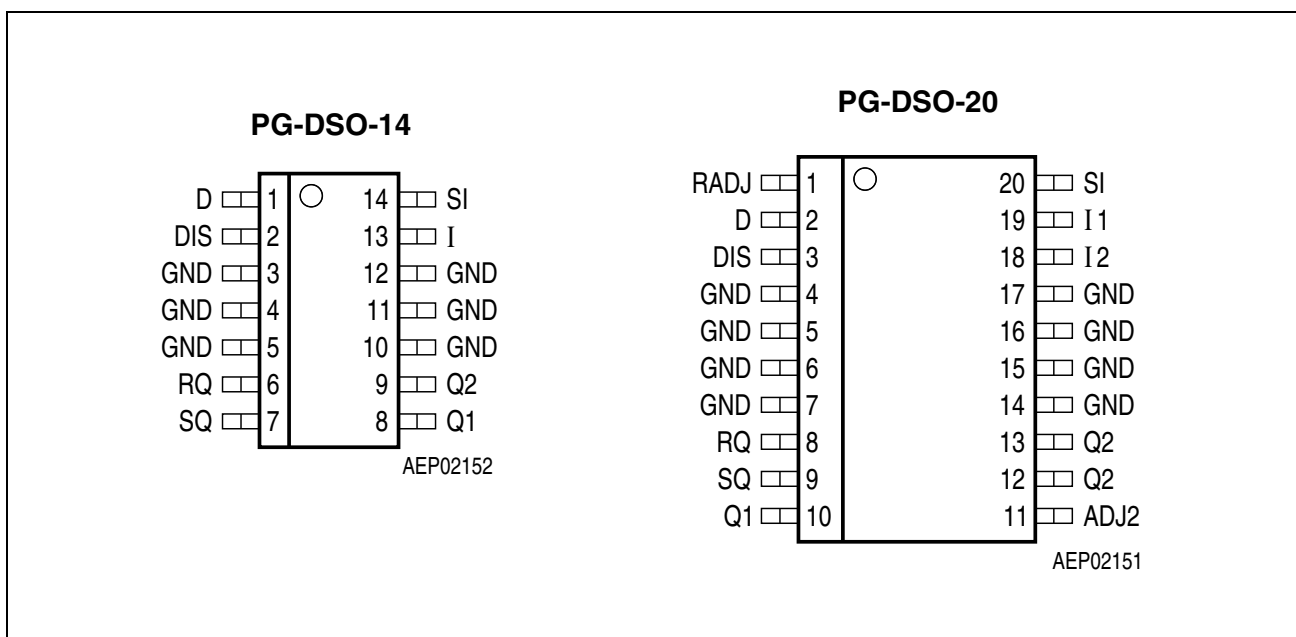 PG-DSO-14
D 1 14 SI
DIS 2 13 I
GND 3 12 GND
GND 4 11 GND
GND 5 10 GND
RQ 6 9 Q2
SQ 7 8 Q1
AEP02152
PG-DSO-20
RADJ 1 20 SI
D 2 19 I1
DIS 3 18 I2
GND 4 17 GND
GND 5 16 GND
GND 6 15 GND
GND 7 14 GND
RQ 8 13 Q2
SQ 9 12 Q2
Q1 10 11 ADJ2
AEP02151